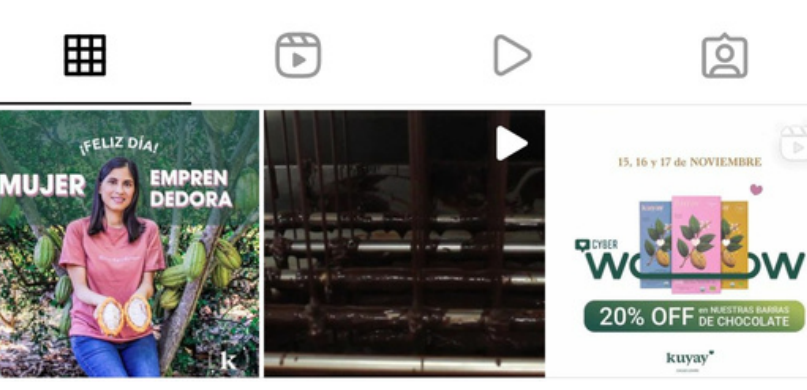 ¡FELIZ DÍA!
MUJER
EMPREN
DEDORA
k
15, 16 y 17 de NOVIEMBRE
kuyay
CYBER
WOW
20% OFF en NUESTRAS BARRAS
DE CHOCOLATE
kuyay